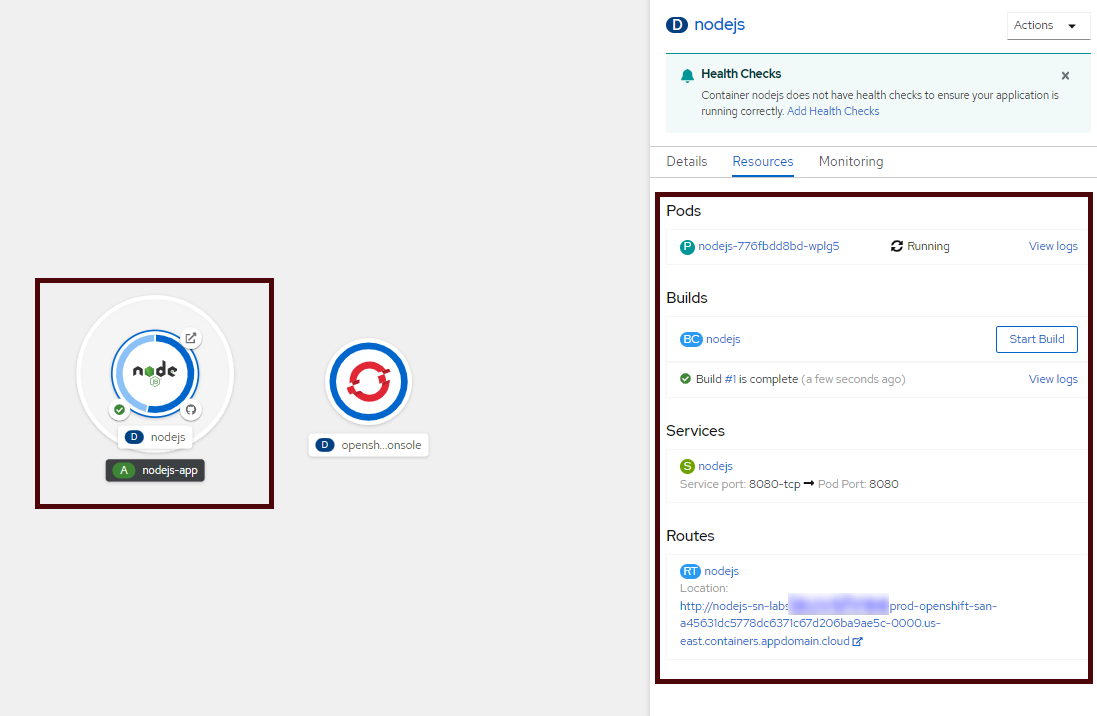 node
JS
D nodejs
A nodejs-app
D opensh...onsole
D nodejs
Actions
Health Checks
Container nodejs does not have health checks to ensure your application is
running correctly. Add Health Checks
Details Resources Monitoring
Pods
P nodejs-776fbdd8bd-wplg5 Running View logs
Builds
BC nodejs Start Build
Build #1 is complete (a few seconds ago) View logs
Services
S nodejs
Service port: 8080-tcp → Pod Port: 8080
Routes
RT nodejs
Location:
http://nodejs-sn-labs prod-openshift-san-
a45631dc5778dc6371c67d206ba9ae5c-0000.us-
east.containers.appdomain.cloud